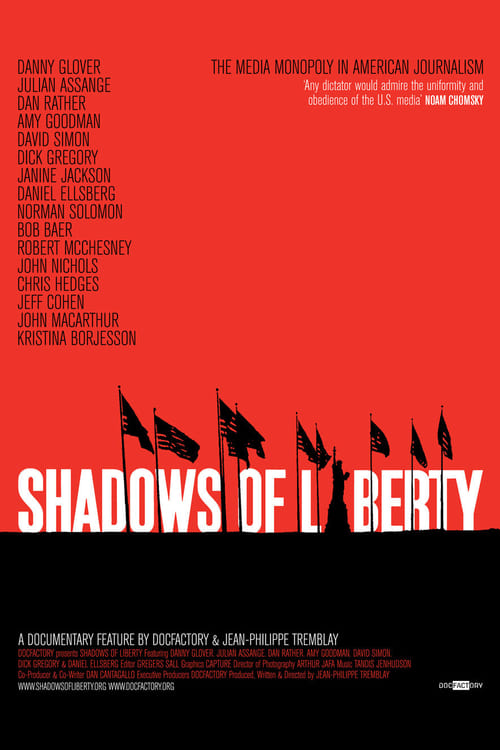 DANNY GLOVER
JULIAN ASSANGE
DAN RATHER
AMY GOODMAN
DAVID SIMON
DICK GREGORY
JANINE JACKSON
DANIEL ELLSBERG
NORMAN SOLOMON
BOB BAER
ROBERT MCCHESNEY
JOHN NICHOLS
CHRIS HEDGES
JEFF COHEN
JOHN MACARTHUR
KRISTINA BORJESSON
THE MEDIA MONOPOLY IN AMERICAN JOURNALISM
'Any dictator would admire the uniformity and
obedience of the U.S. media' NOAM CHOMSKY
SHADOWS OF LIBERTY
A DOCUMENTARY FEATURE BY DOCFACTORY & JEAN-PHILIPPE TREMBLAY
DOCFACTORY presents SHADOWS OF LIBERTY Featuring DANNY GLOVER, JULIAN ASSANGE, DAN RATHER, AMY GOODMAN, DAVID SIMON,
DICK GREGORY & DANIEL ELLSBERG Editor GREGERS SALL Graphics CAPTURE Director of Photography ARTHUR JAFA Music TANDIS JENHUDSON
Co-Producer & Co-Writer DAN CANTAGALLO Executive Producers DOCFACTORY Produced, Written & Directed by JEAN-PHILIPPE TREMBLAY
WWW.SHADOWSOFLIBERTY.ORG WWW.DOCFACTORY.ORG
DOCFACTORY